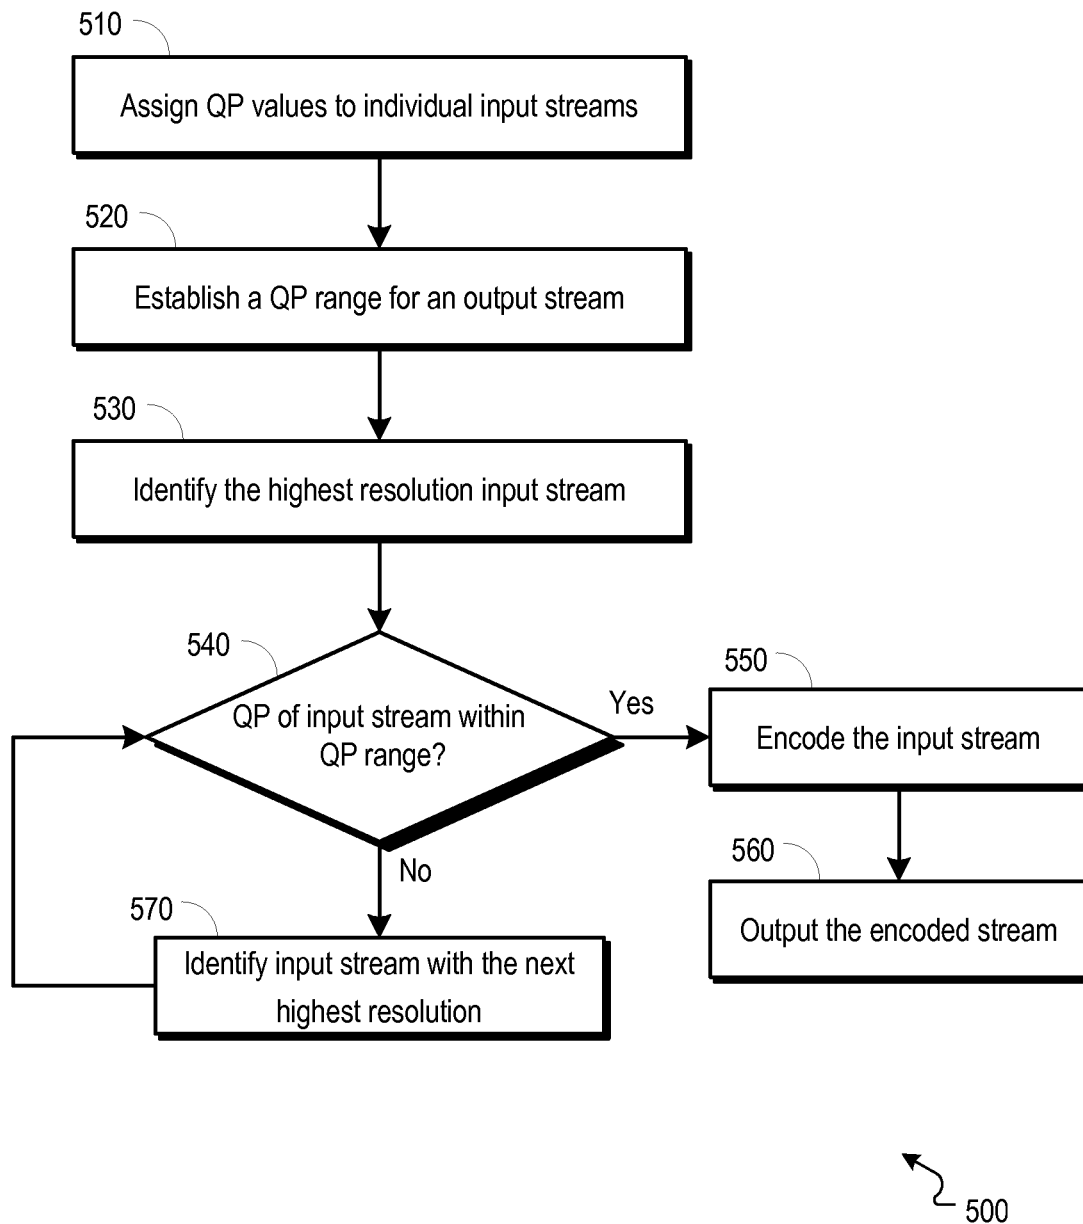 510
Assign QP values to individual input streams
520
Establish a QP range for an output stream
530
Identify the highest resolution input stream
540
QP of input stream within
QP range?
Yes
550
Encode the input stream
560
Output the encoded stream
No
570
Identify input stream with the next
highest resolution
500